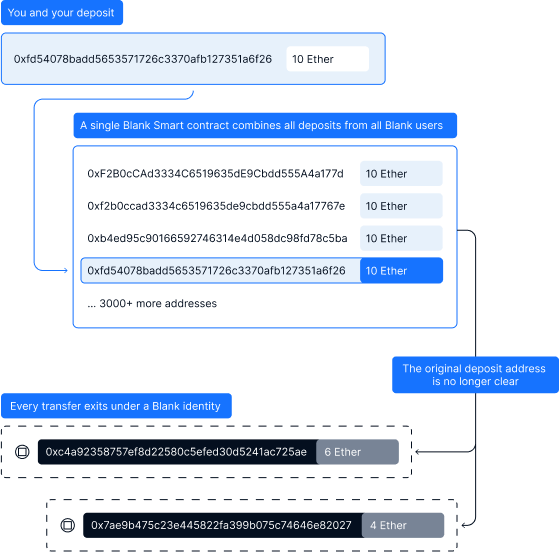 You and your deposit
0xfd54078badd5653571726c3370afb127351a6f26 10 Ether
A single Blank Smart contract combines all deposits from all Blank users
0xF2B0cCAd3334C6519635dE9Cbdd555A4a177d 10 Ether
0xf2b0ccad3334c6519635de9cbdd555a4a17767e 10 Ether
0xb4ed95c90166592746314e4d058dc98fd78c5ba 10 Ether
0xfd54078badd5653571726c3370afb127351a6f26 10 Ether
... 3000+ more addresses
The original deposit address
is no longer clear
Every transfer exits under a Blank identity
0xc4a92358757ef8d22580c5efed30d5241ac725ae 6 Ether
0x7ae9b475c23e445822fa399b075c74646e82027 4 Ether